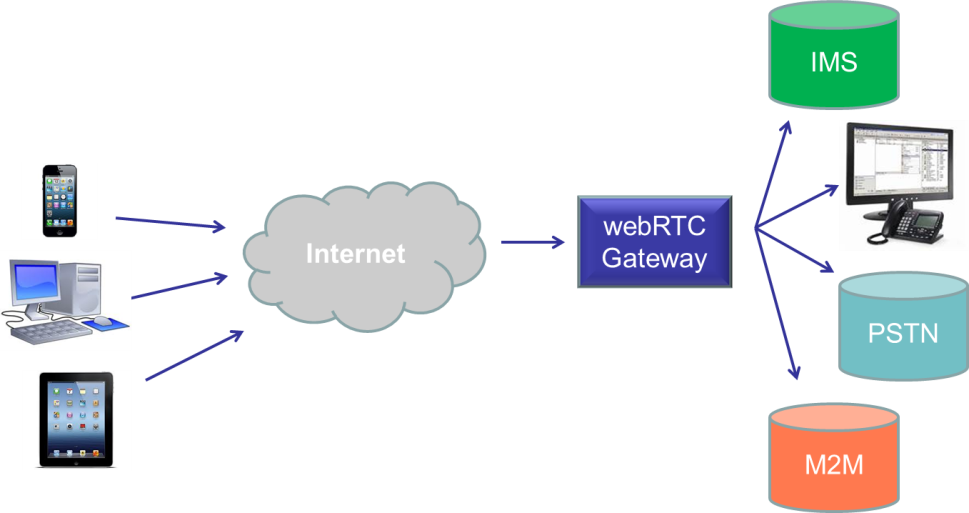 IMS
Internet
webRTC
Gateway
PSTN
M2M